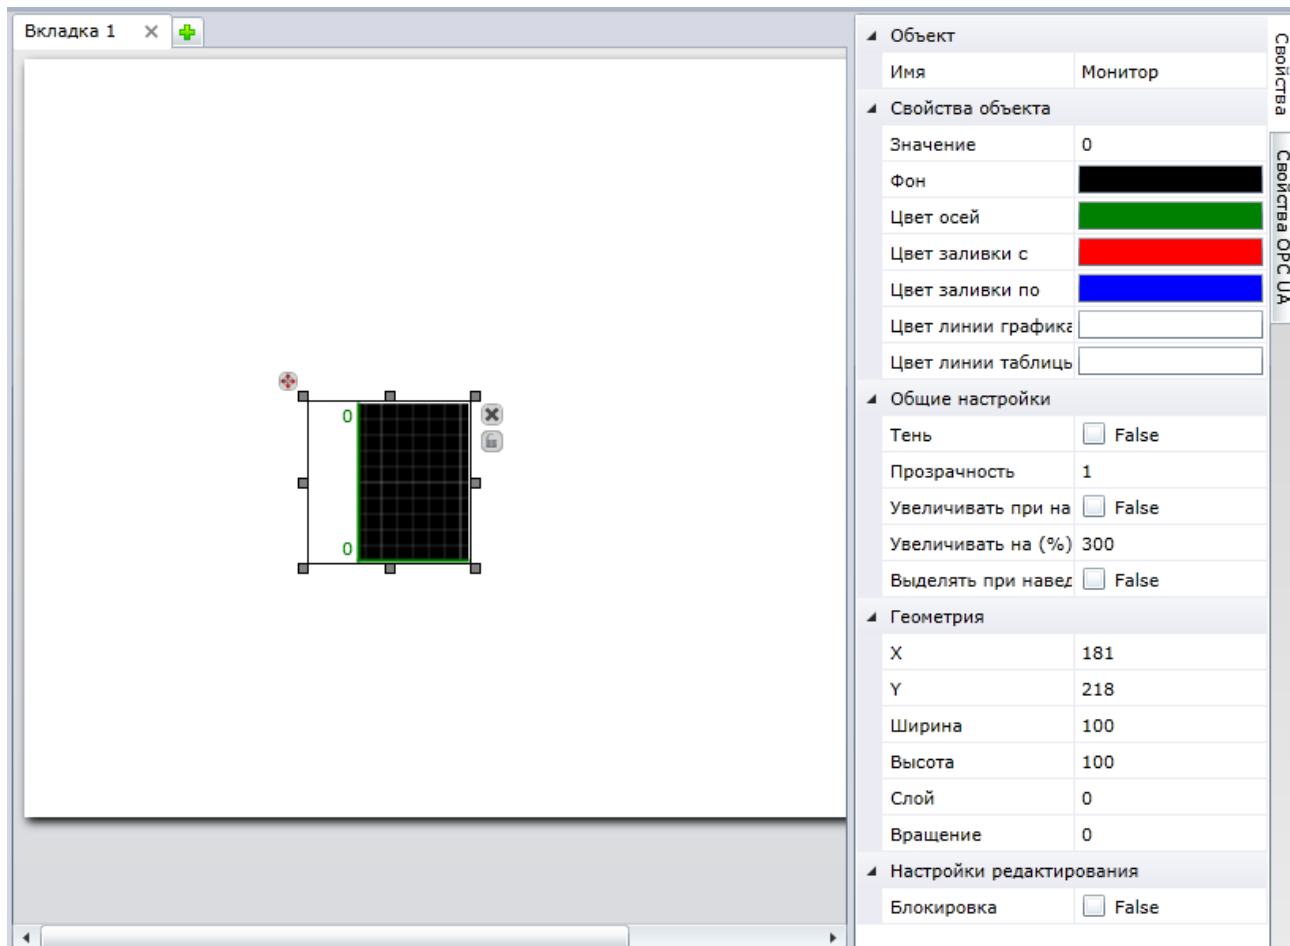 Вкладка 1
Объект
Имя Монитор
Свойства объекта
Значение 0
Фон
Цвет осей
Цвет заливки с
Цвет заливки по
Цвет линии графика
Цвет линии таблиць
0
0
Общие настройки
Тень False
Прозрачность 1
Увеличивать при на False
Увеличивать на (%) 300
Выделять при навед False
Геометрия
X 181
Y 218
Ширина 100
Высота 100
Слой 0
Вращение 0
Настройки редактирования
Блокировка False
Свойства
Свойства OPC UA